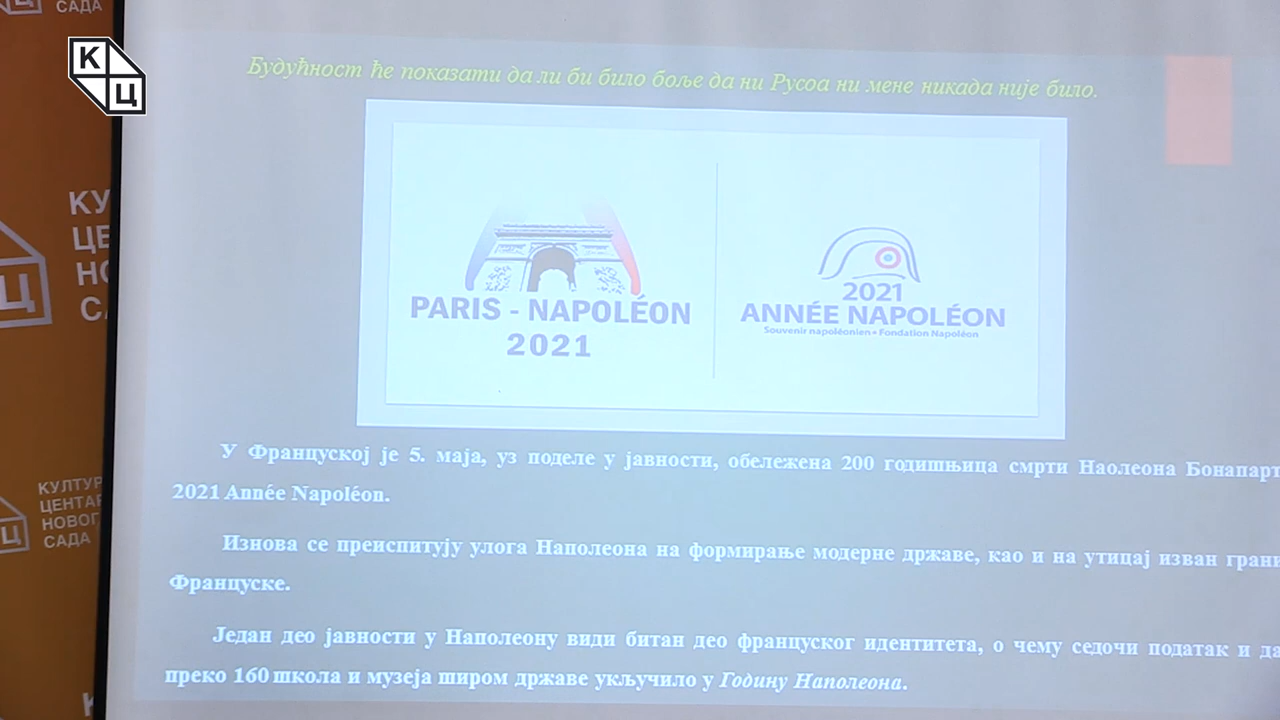 САДА
К
Ц
Будућност ће показати да ли би било боље да ни Русоа ни мене никада није било.
КУ
ЦЕ
НО
С
Ц
PARIS - NAPOLÉON
2021
2021
ANNÉE NAPOLÉON
Souvenir napoléonien • Fondation Napoléon
У Француској је 5. маја, уз поделе у јавности, обележена 200 годишњица смрти Наолеона Бонапарт
2021 Année Napoléon.
КУЛТУР
ЦЕНТАР
НОВОГ
САДА
Ц
Изнова се преиспитују улога Наполеона на формирање модерне државе, као и на утицај изван грани
Француске.
Један део јавности у Наполеону види битан део француског идентитета, о чему седочи податак и да
преко 160 школа и музеја широм државе укључило у Годину Наполеона.